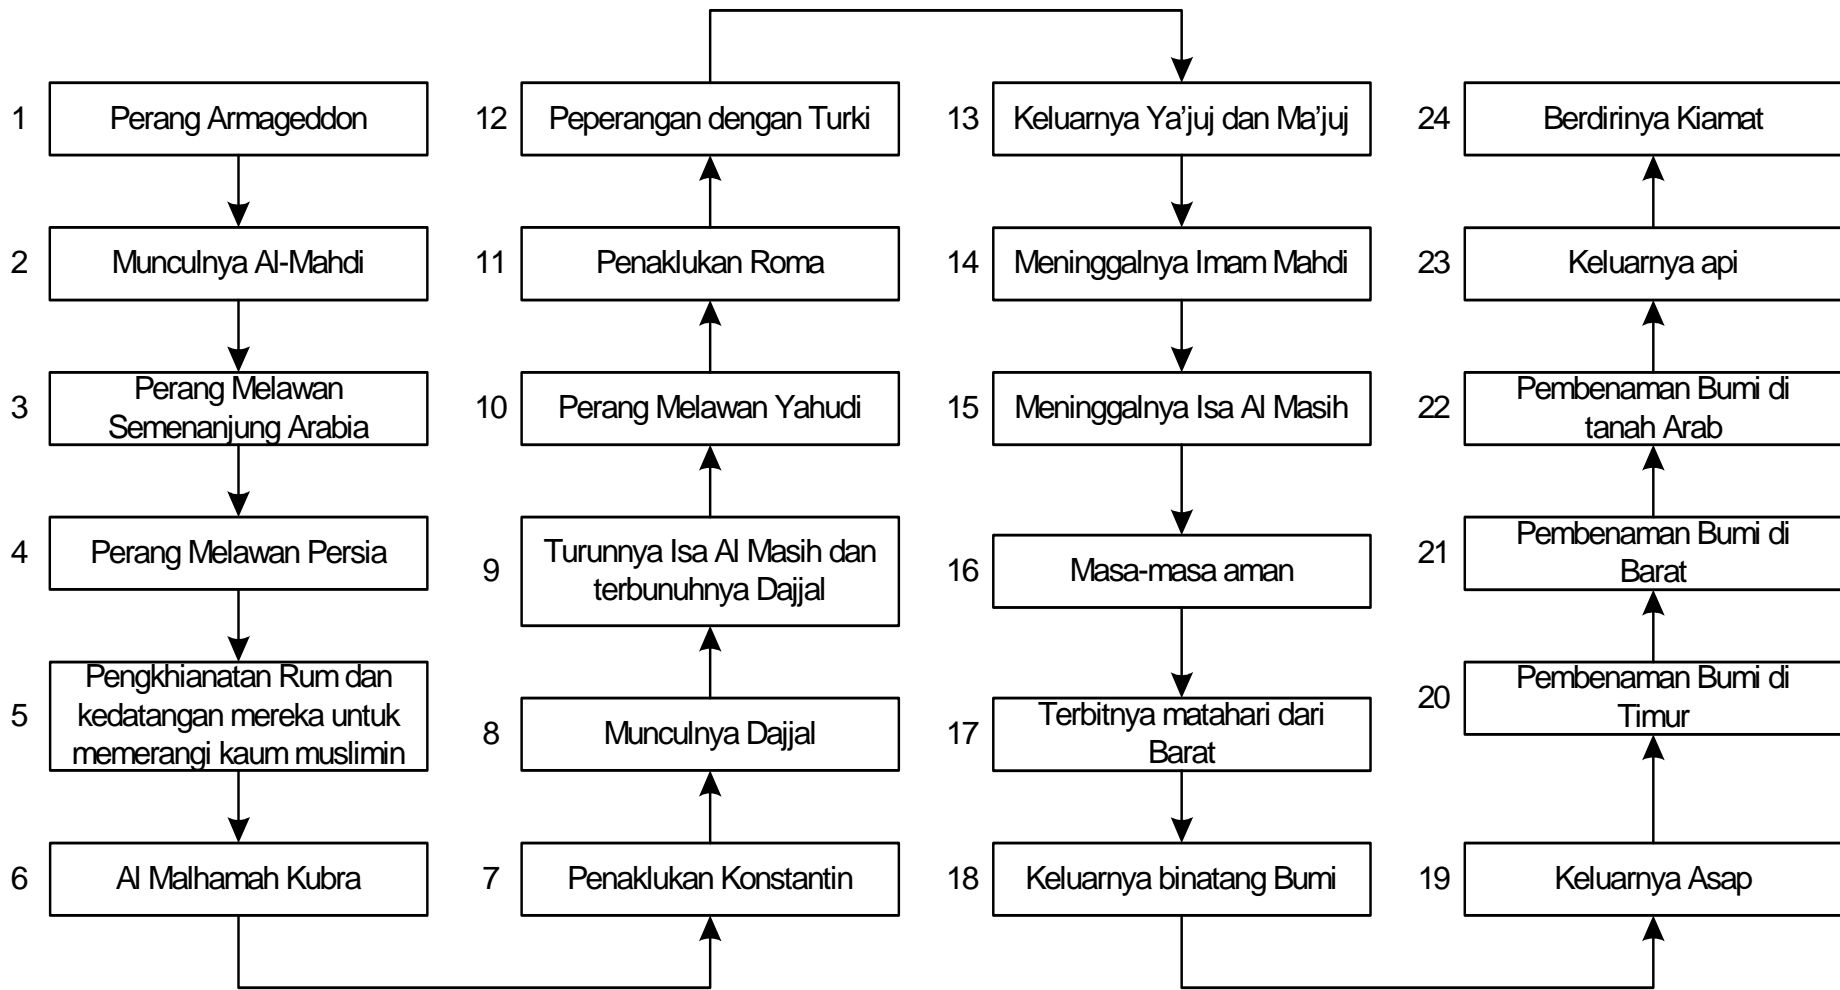 1
Perang Armageddon
2
Munculnya Al-Mahdi
3
Perang Melawan
Semenanjung Arabia
4
Perang Melawan Persia
5
Pengkhianatan Rum dan
kedatangan mereka untuk
memerangi kaum muslimin
6
Al Malhamah Kubra
7
Penaklukan Konstantin
8
Munculnya Dajjal
9
Turunnya Isa Al Masih dan
terbunuhnya Dajjal
10
Perang Melawan Yahudi
11
Penaklukan Roma
12
Peperangan dengan Turki
13
Keluarnya Ya’juj dan Ma’juj
14
Meninggalnya Imam Mahdi
15
Meninggalnya Isa Al Masih
16
Masa-masa aman
17
Terbitnya matahari dari
Barat
18
Keluarnya binatang Bumi
19
Keluarnya Asap
20
Pembenaman Bumi di
Timur
21
Pembenaman Bumi di
Barat
22
Pembenaman Bumi di
tanah Arab
23
Keluarnya api
24
Berdirinya Kiamat